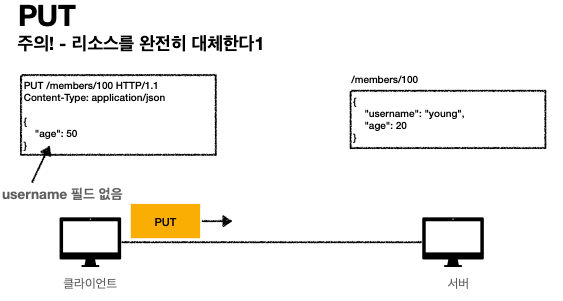 PUT
주의! - 리소스를 완전히 대체한다1
PUT /members/100 HTTP/1.1
Content-Type: application/json
{
"age": 50
}
username 필드 없음
/members/100
{
"username": "young",
"age": 20
}
PUT
클라이언트
서버